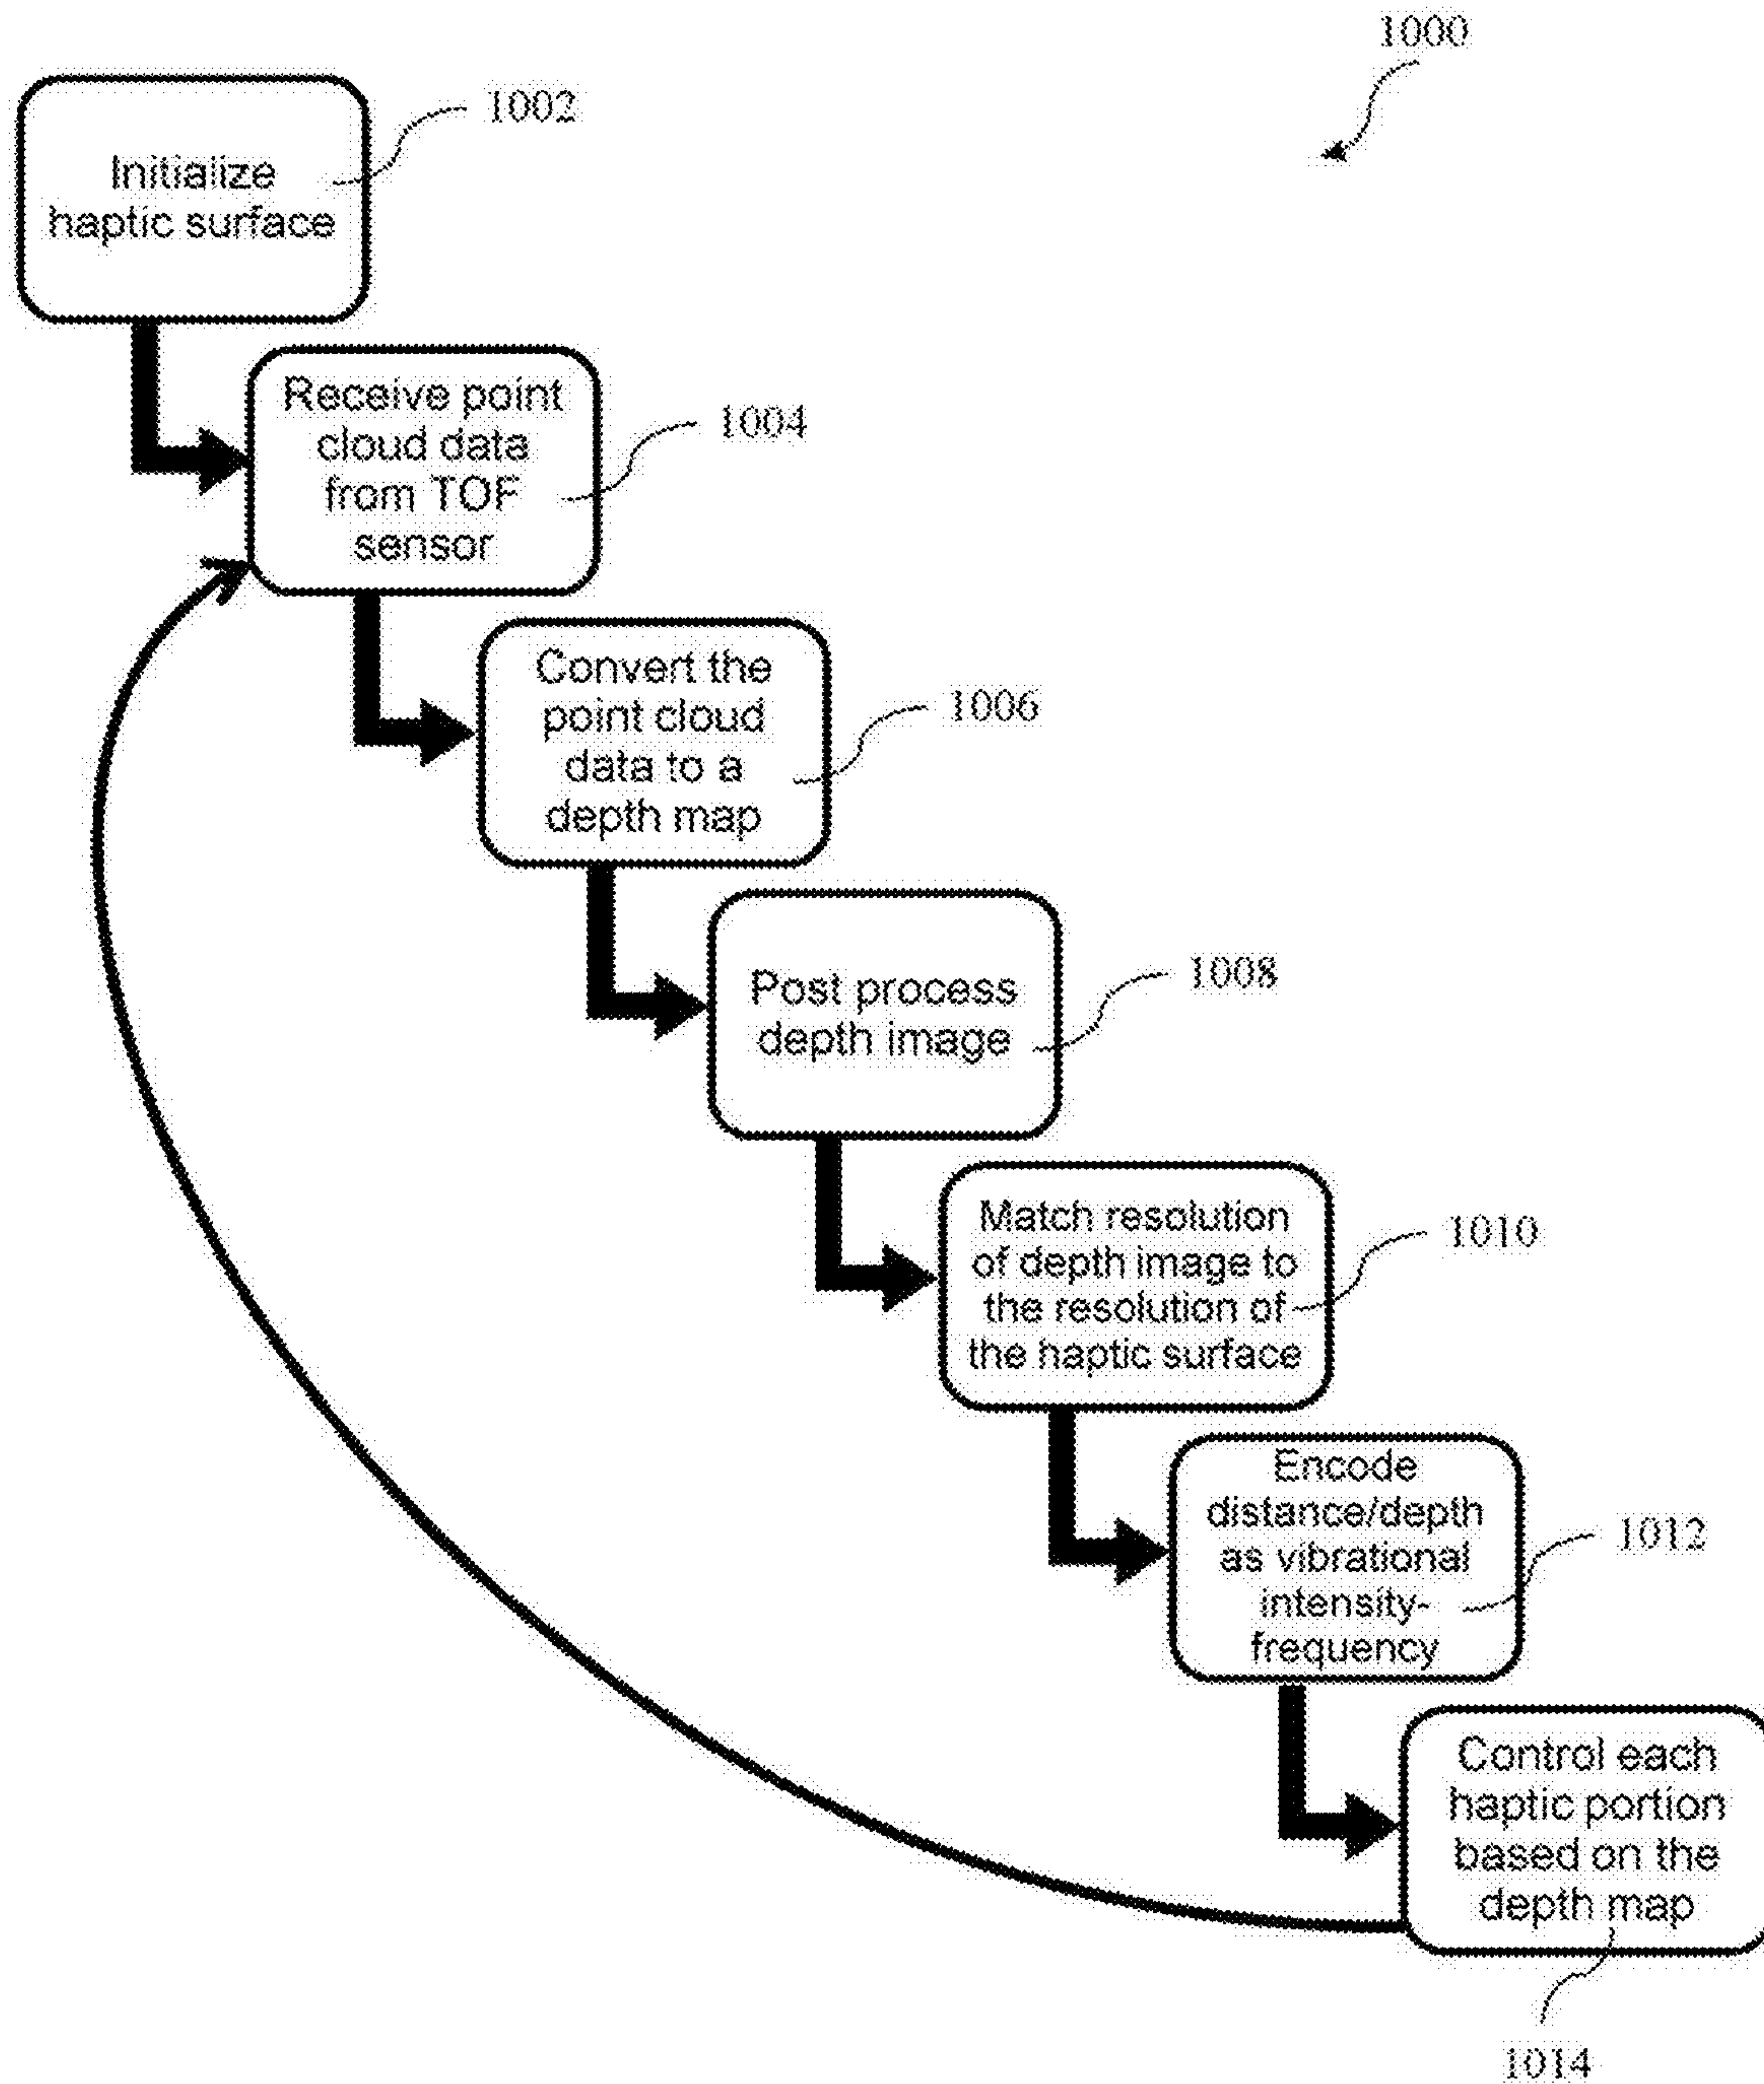 1000
1002
Initialize
haptic surface
Receive point
cloud data
from TOF
sensor
1004
Convert the
point cloud
data to a
depth map
1006
Post process
depth image
1008
Match resolution
of depth image to
the resolution of
the haptic surface
1010
Encode
distance/depth
as vibrational
intensity-
frequency
1012
Control each
haptic portion
based on the
depth map
1014